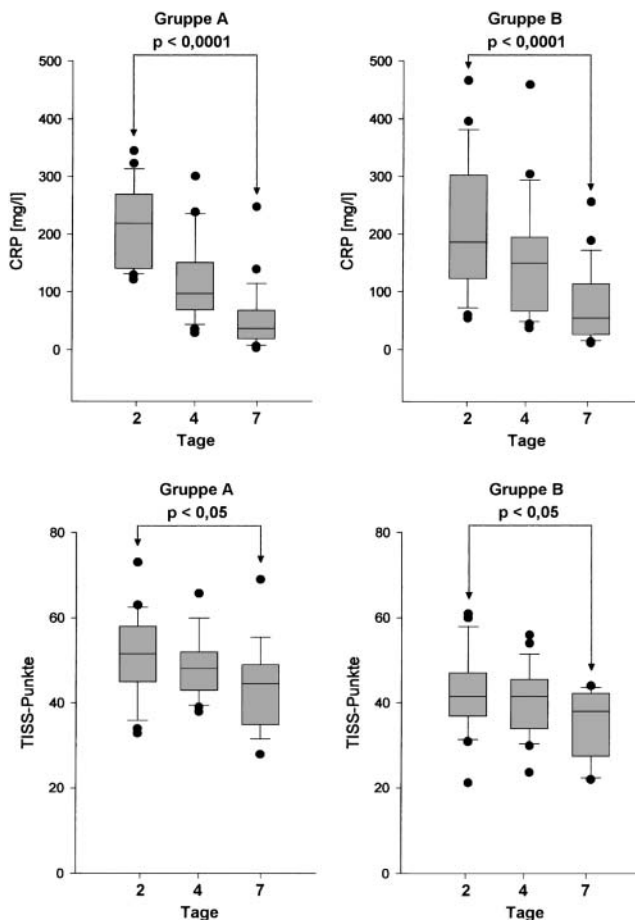 Gruppe A
p < 0,0001
500
400
300
200
100
0
CRP [mg/l]
2 4 7
Tage
Gruppe B
p < 0,0001
500
400
300
200
100
0
CRP [mg/l]
2 4 7
Tage
Gruppe A
p < 0,05
80
60
40
20
0
TISS-Punkte
2 4 7
Tage
Gruppe B
p < 0,05
80
60
40
20
0
TISS-Punkte
2 4 7
Tage